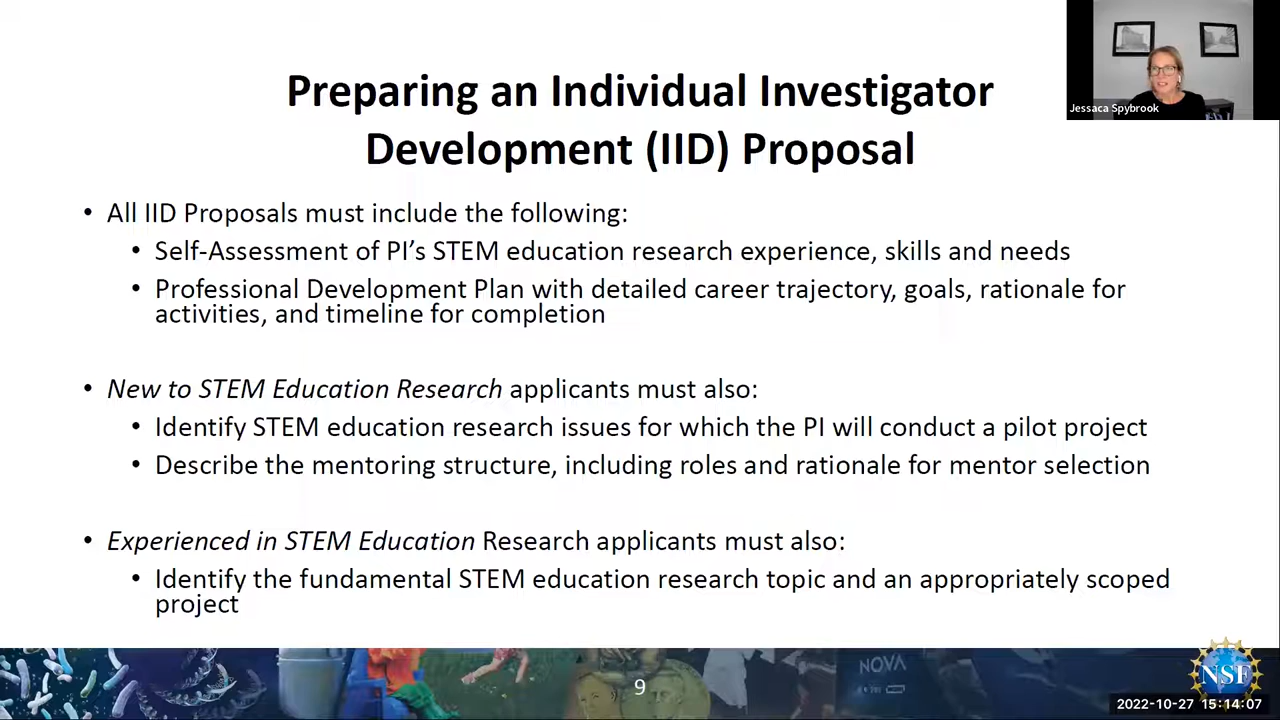 Preparing an Individual Investigator
Development (IID) Proposal
Jessaca Spybrook
• All IID Proposals must include the following:
• Self-Assessment of PI’s STEM education research experience, skills and needs
• Professional Development Plan with detailed career trajectory, goals, rationale for
activities, and timeline for completion
• New to STEM Education Research applicants must also:
• Identify STEM education research issues for which the PI will conduct a pilot project
• Describe the mentoring structure, including roles and rationale for mentor selection
• Experienced in STEM Education Research applicants must also:
• Identify the fundamental STEM education research topic and an appropriately scoped
project
NOVA
9
NSF
2022-10-27 15:14:07